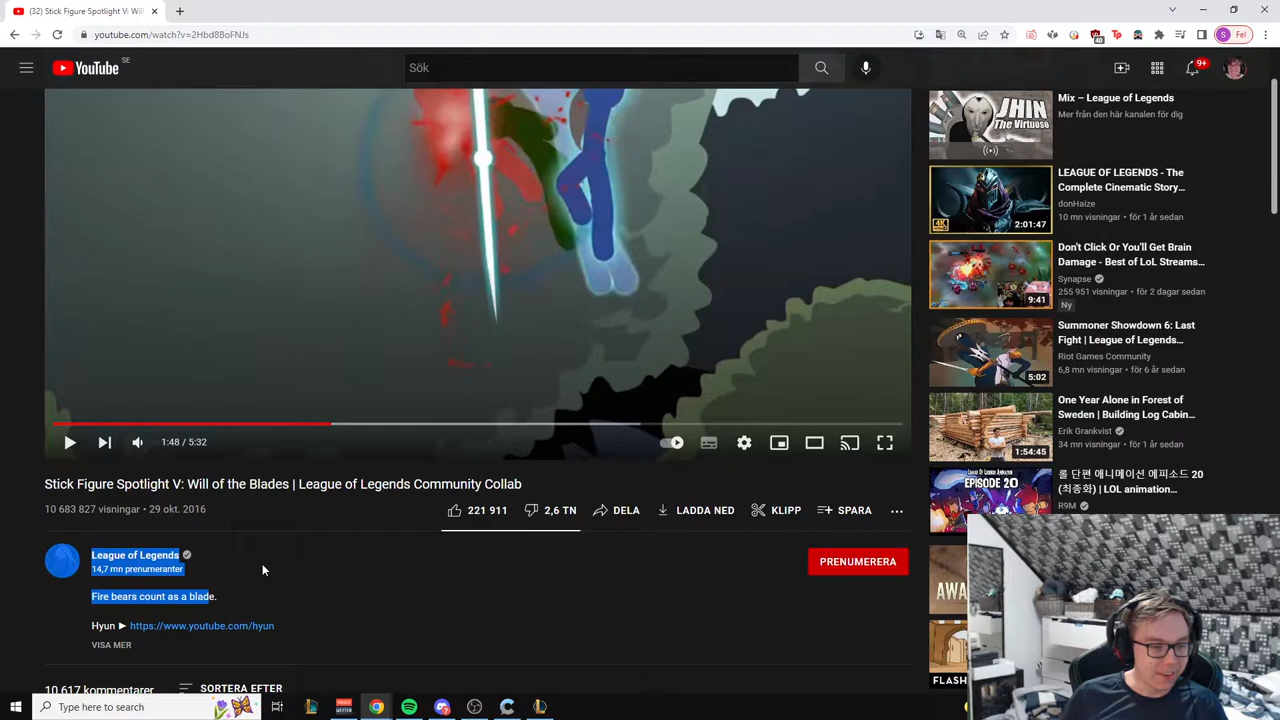 (32) Stick Figure Spotlight V: Wi
youtube.com/watch?v=2Hbd8BoFNJs
40
Tp
S
Fel
YouTube
SE
Sök
9+
JHIN
The Virtuoso
Mix – League of Legends
Mer från den här kanalen för dig
LEAGUE OF LEGENDS - The
Complete Cinematic Story...
donHaize
10 mn visningar • för 1 år sedan
4K
2:01:47
Don't Click Or You'll Get Brain
Damage - Best of LoL Streams...
Synapse
255 951 visningar • för 2 dagar sedan
Ny
9:41
Summoner Showdown 6: Last
Fight | League of Legends...
Riot Games Community
6,8 mn visningar • för 6 år sedan
5:02
One Year Alone in Forest of
Sweden | Building Log Cabin...
Erik Grankvist
34 mn visningar • för 1 år sedan
1:54:45
EPISODE 20
롤 단편 애니메이션 에피소드 20
(최종화) | LOL animation...
R9M
1:48 / 5:32
Stick Figure Spotlight V: Will of the Blades | League of Legends Community Collab
10 683 827 visningar • 29 okt. 2016
221 911
2,6 TN
DELA
LADDA NED
KLIPP
SPARA
League of Legends
14,7 mn prenumeranter
PRENUMERERA
Fire bears count as a blade.
Hyun ► https://www.youtube.com/hyun
VISA MER
10 617 kommentarer
SORTERA EFTER
AWA
FLASH
Type here to search